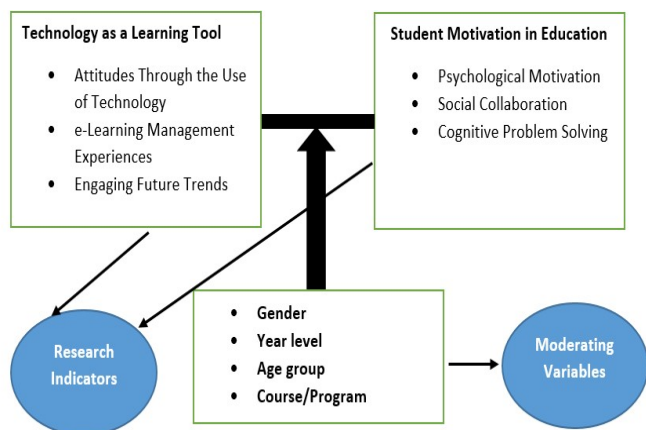 Technology as a Learning Tool
• Attitudes Through the Use
of Technology
• e-Learning Management
Experiences
• Engaging Future Trends
Student Motivation in Education
• Psychological Motivation
• Social Collaboration
• Cognitive Problem Solving
Research
Indicators
• Gender
• Year level
• Age group
• Course/Program
Moderating
Variables